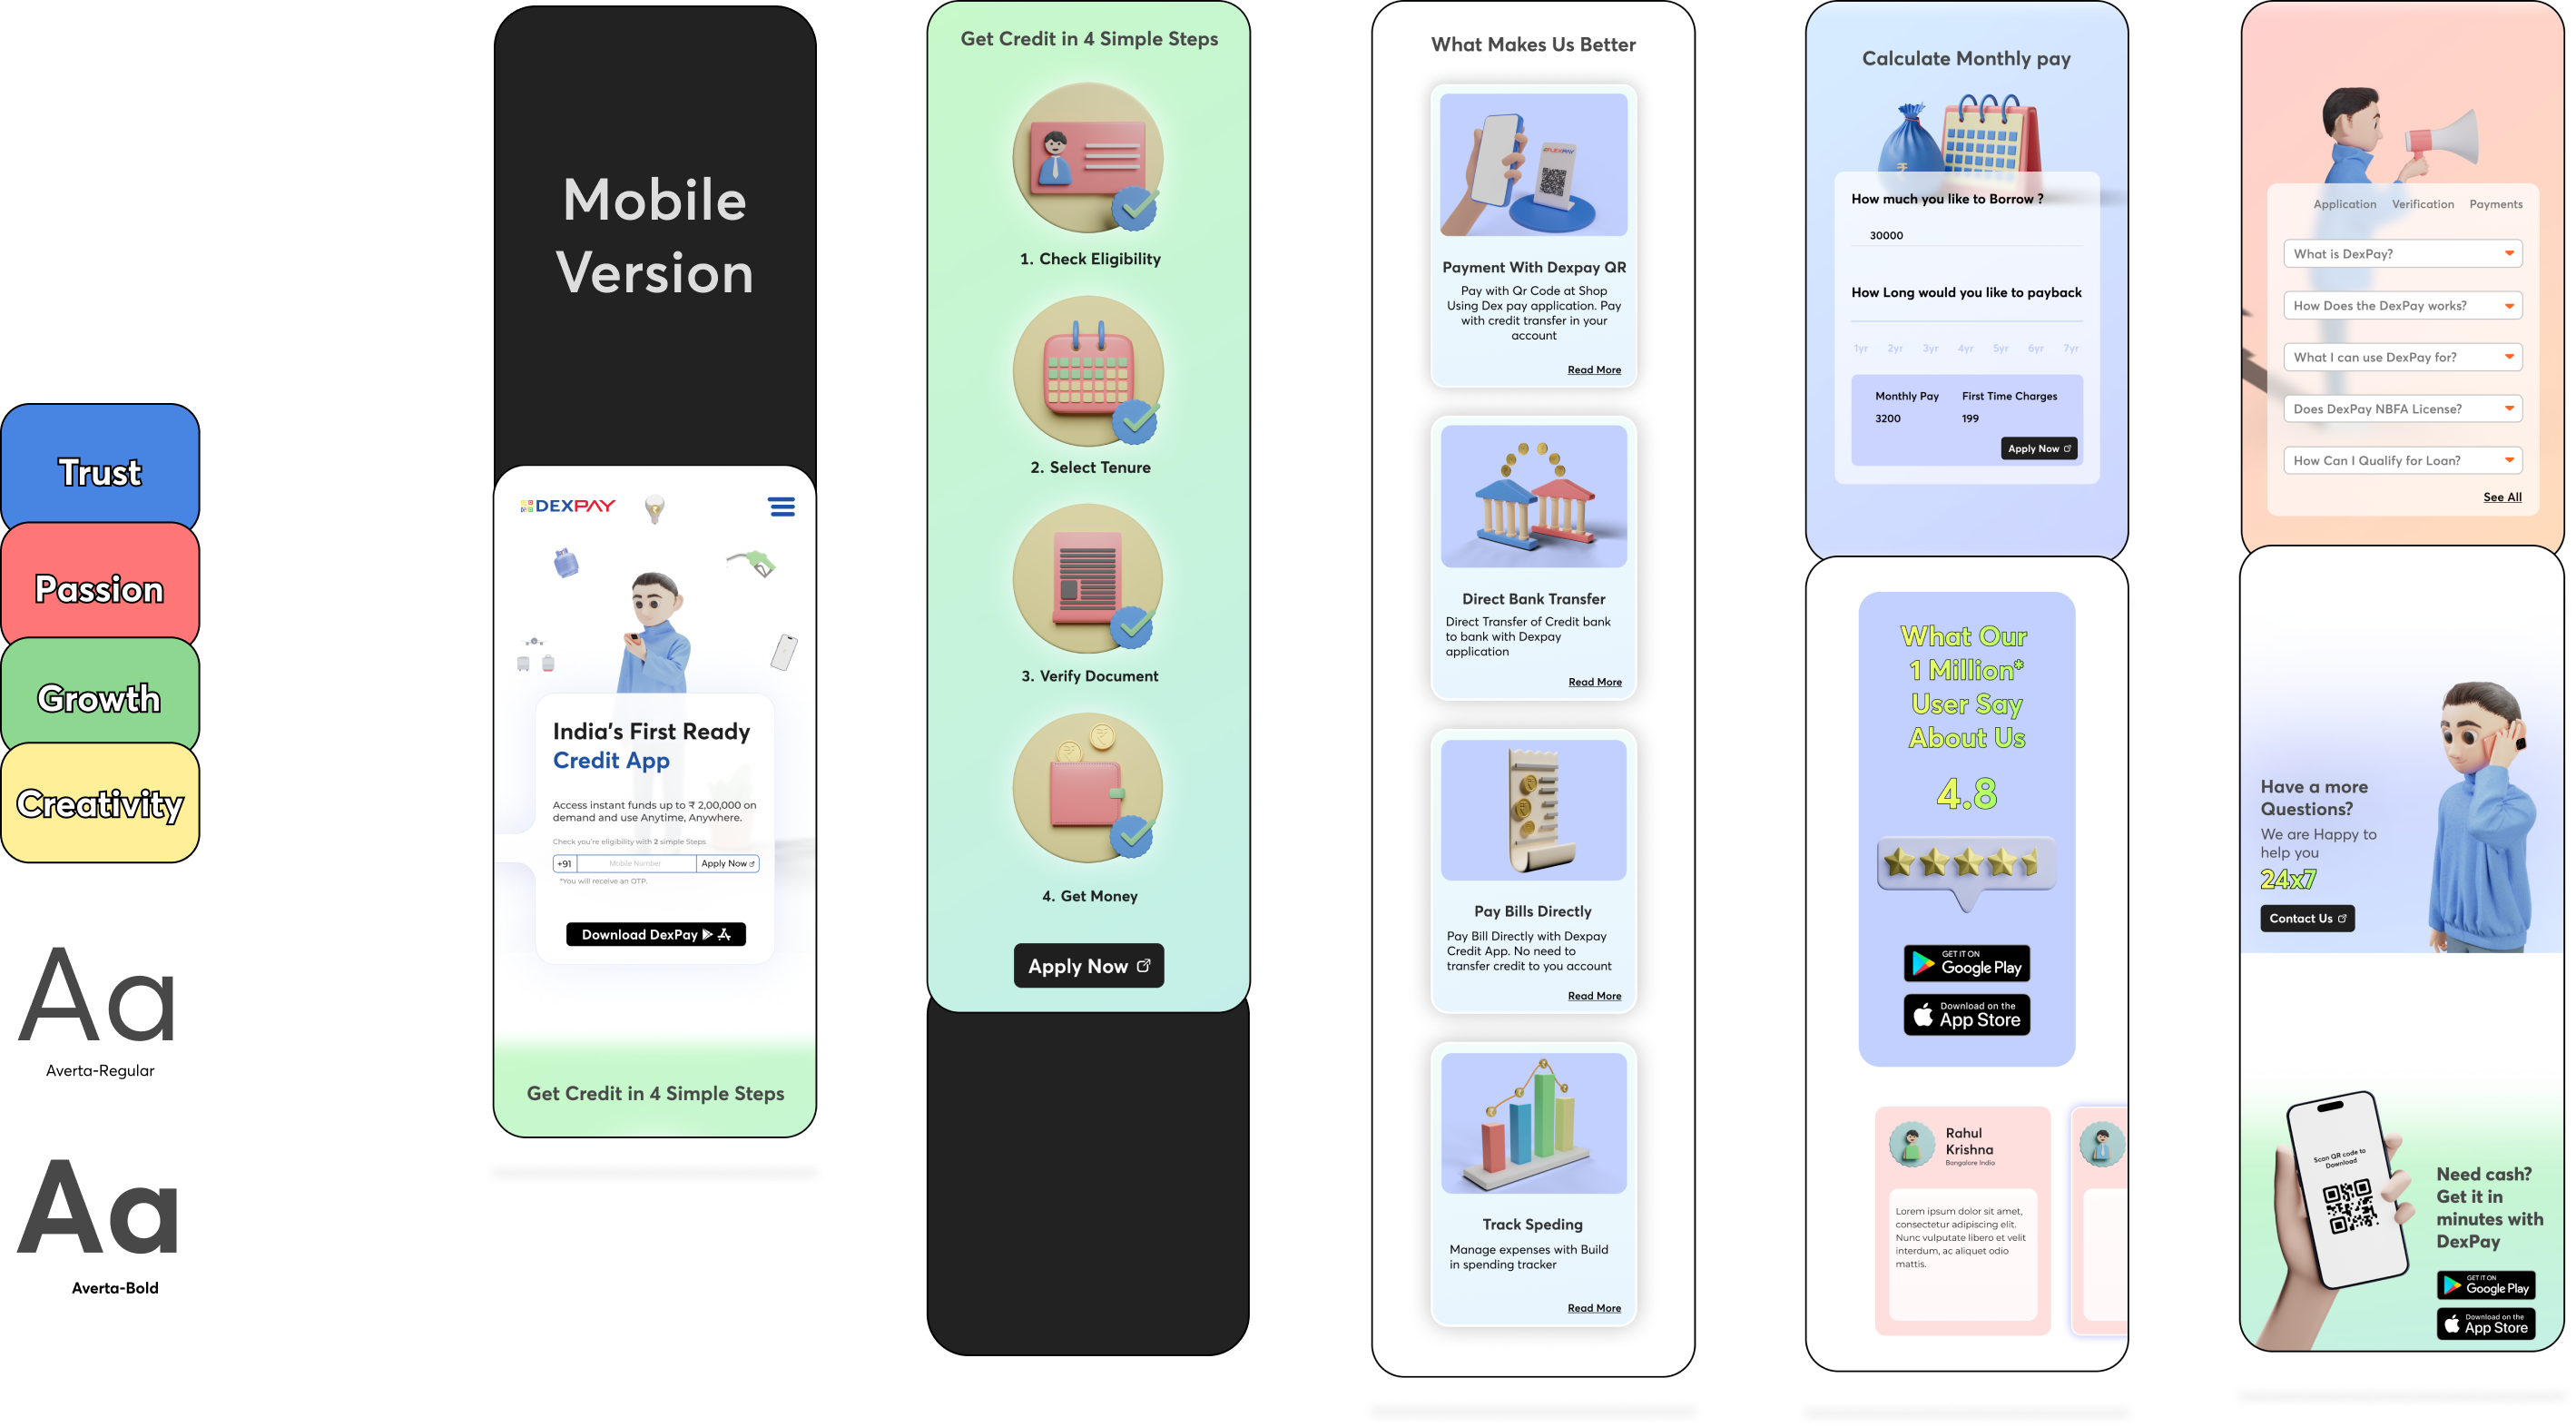 Trust
Passion
Growth
Creativity
Aa
Averta-Regular
Aa
Averta-Bold
Mobile
Version
DEXPAY
India's First Ready
Credit App
Access instant funds up to ₹ 2,00,000 on
demand and use Anytime, Anywhere.
Check you're eligibility with 2 simple Steps
+91
Mobile Number
Apply Now
*You will receive an OTP.
Download DexPay
Get Credit in 4 Simple Steps
Get Credit in 4 Simple Steps
1. Check Eligibility
2. Select Tenure
3. Verify Document
4. Get Money
Apply Now
What Makes Us Better
FLEXPAY
Payment With Dexpay QR
Pay with Qr Code at Shop
Using Dex pay application. Pay
with credit transfer in your
account
Read More
Direct Bank Transfer
Direct Transfer of Credit bank
to bank with Dexpay
application
Read More
Pay Bills Directly
Pay Bill Directly with Dexpay
Credit App. No need to
transfer credit to you account
Read More
Track Speding
Manage expenses with Build
in spending tracker
Read More
Calculate Monthly pay
How much you like to Borrow ?
30000
How Long would you like to payback
1yr 2yr 3yr 4yr 5yr 6yr 7yr
Monthly Pay First Time Charges
3200 199
Apply Now
What Our
1 Million*
User Say
About Us
4.8
GET IT ON
Google Play
Download on the
App Store
Rahul
Krishna
Bangalore India
Lorem ipsum dolor sit amet,
consectetur adipiscing elit.
Nunc vulputate libero et velit
interdum, ac aliquet odio
mattis.
Application Verification Payments
What is DexPay?
How Does the DexPay works?
What I can use DexPay for?
Does DexPay NBFA License?
How Can I Qualify for Loan?
See All
Have a more
Questions?
We are Happy to
help you
24x7
Contact Us
Scan QR code to
Download
Need cash?
Get it in
minutes with
DexPay
GET IT ON
Google Play
Download on the
App Store